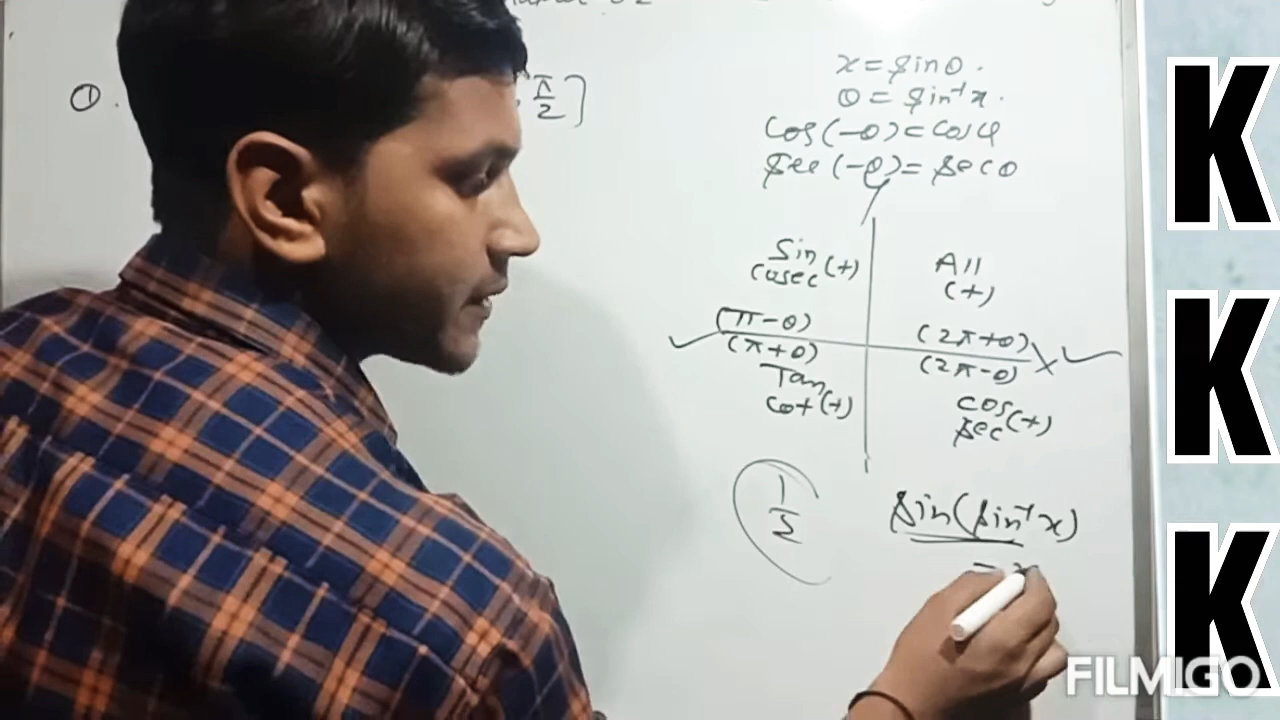 ①.
π/2]
x = sinθ.
θ = sin⁻¹x.
cos(-θ) = cosθ
sec(-θ) = secθ
Sin
cosec (+)
All
(+)
(π-θ)
(2π+θ)
(π+θ)
(2π-θ)
Tan
cot (+)
cos
sec (+)
1/2
sin(sin⁻¹x)
= x
K
K
K
FILMIGO